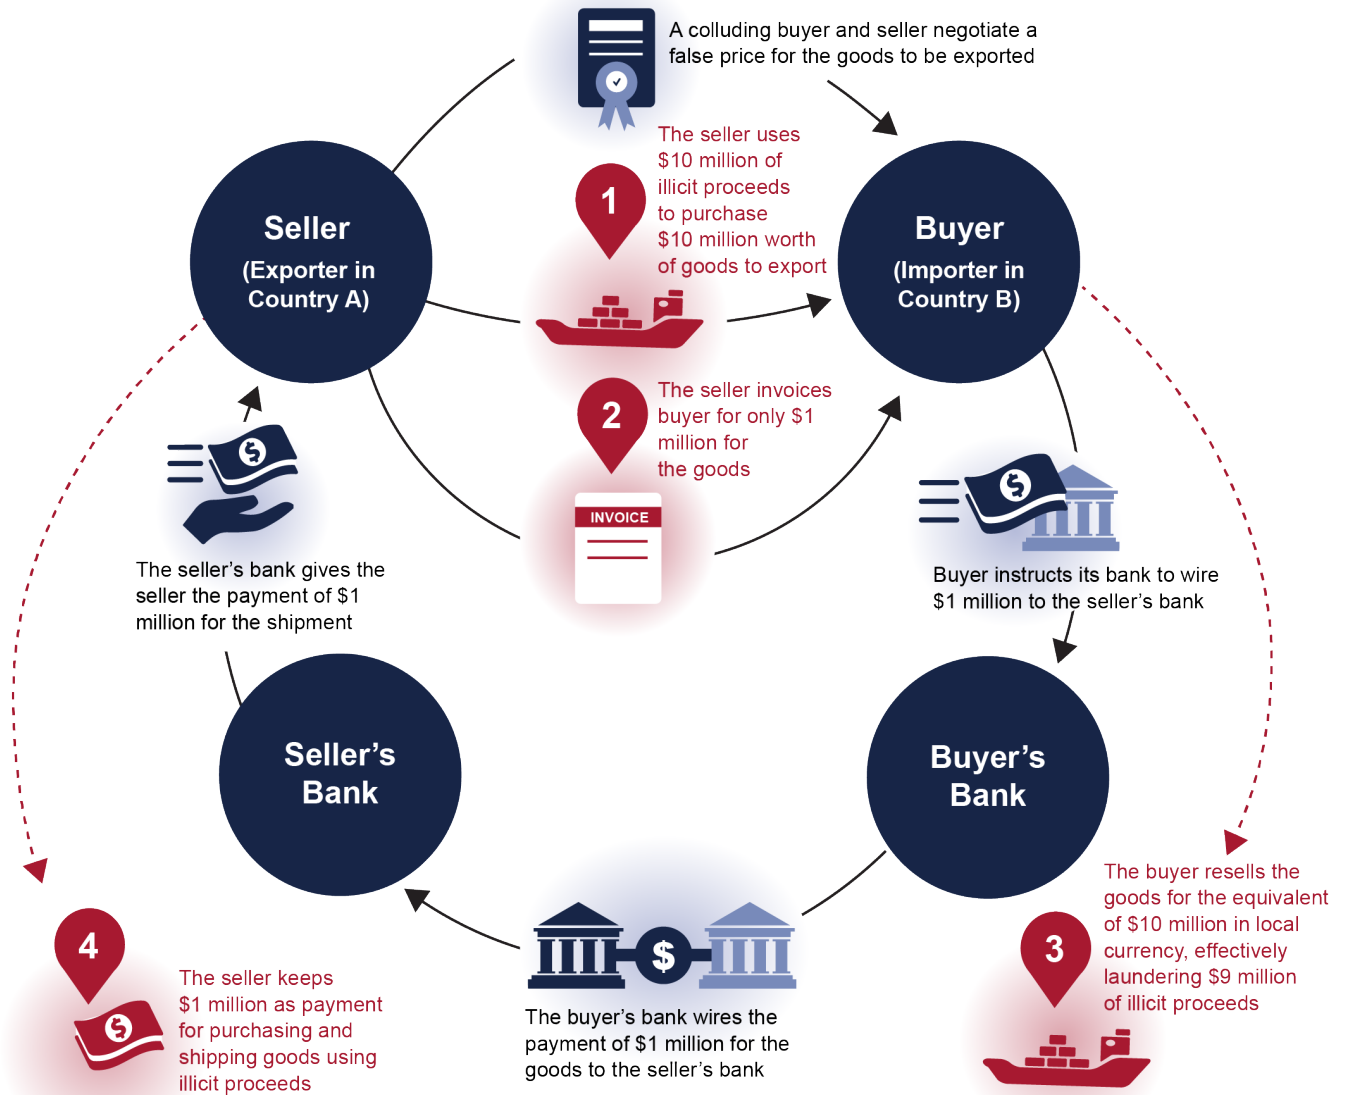 A colluding buyer and seller negotiate a
false price for the goods to be exported
Seller
(Exporter in
Country A)
1
The seller uses
$10 million of
illicit proceeds
to purchase
$10 million worth
of goods to export
Buyer
(Importer in
Country B)
2
The seller invoices
buyer for only $1
million for
the goods
INVOICE
$
The seller’s bank gives the
seller the payment of $1
million for the shipment
$
Buyer instructs its bank to wire
$1 million to the seller’s bank
Seller’s
Bank
Buyer’s
Bank
$
The buyer’s bank wires the
payment of $1 million for the
goods to the seller’s bank
3
The buyer resells the
goods for the equivalent
of $10 million in local
currency, effectively
laundering $9 million
of illicit proceeds
4
$
The seller keeps
$1 million as payment
for purchasing and
shipping goods using
illicit proceeds